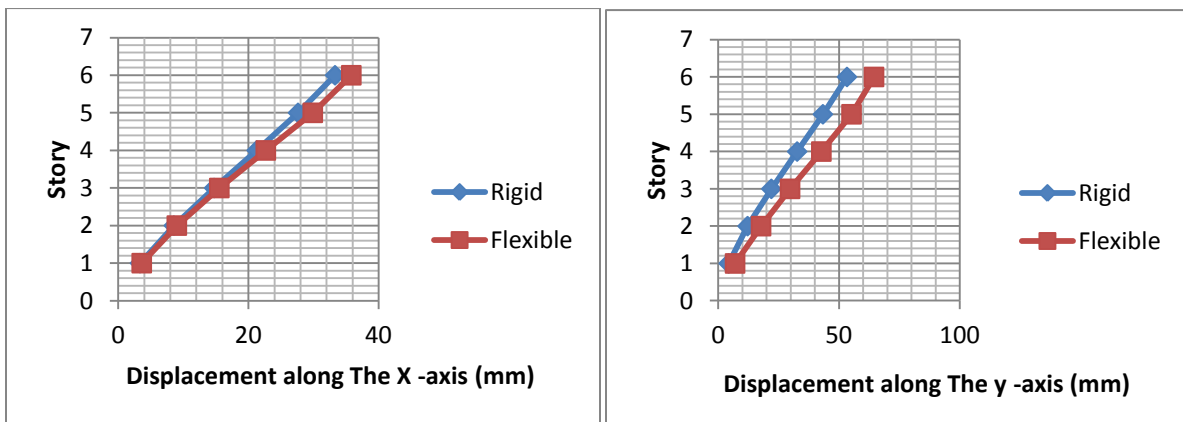 7
6
5
4
3
2
1
0
Story
0 20 40
Displacement along The X -axis (mm)
Rigid
Flexible
7
6
5
4
3
2
1
0
Story
0 50 100
Displacement along The y -axis (mm)
Rigid
Flexible